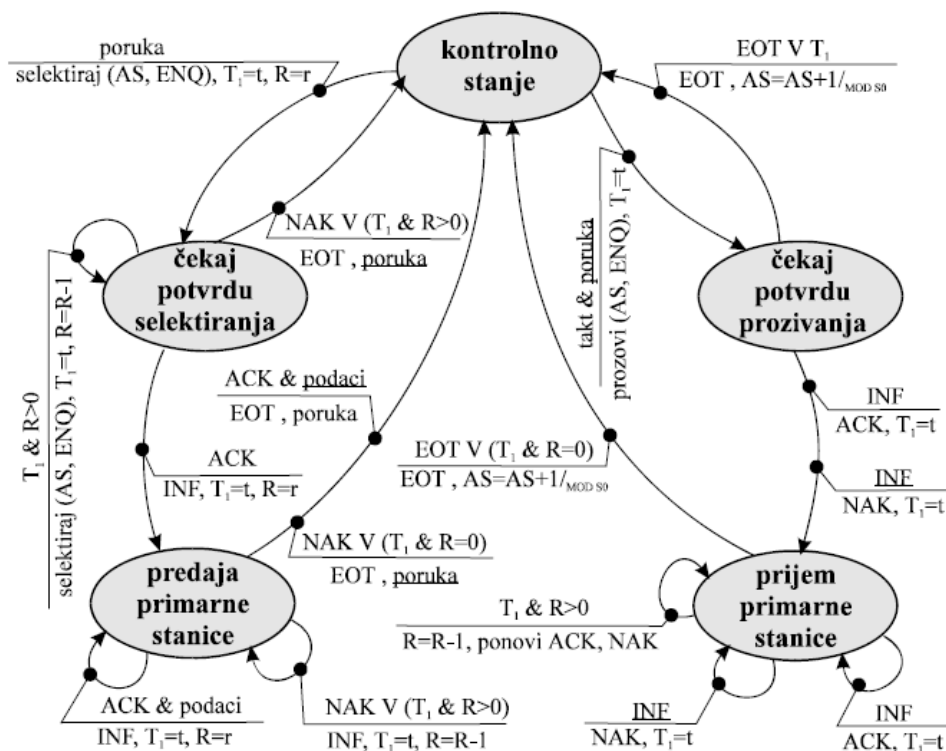 poruka
selektiraj (AS, ENQ), T₁=t, R=r
kontrolno
stanje
EOT V T₁
EOT , AS=AS+1/MOD S0
NAK V (T₁ & R>0)
EOT , poruka
takt & poruka
prozovi (AS, ENQ), T₁=t
čekaj
potvrdu
selektiranja
čekaj
potvrdu
prozivanja
T₁ & R>0
selektiraj (AS, ENQ), T₁=t, R=R-1
ACK & podaci
EOT , poruka
INF
ACK, T₁=t
ACK
INF, T₁=t, R=r
EOT V (T₁ & R=0)
EOT , AS=AS+1/MOD S0
INF
NAK, T₁=t
NAK V (T₁ & R=0)
EOT , poruka
predaja
primarne
stanice
prijem
primarne
stanice
T₁ & R>0
R=R-1, ponovi ACK, NAK
ACK & podaci
INF, T₁=t, R=r
NAK V (T₁ & R>0)
INF, T₁=t, R=R-1
INF
NAK, T₁=t
INF
ACK, T₁=t